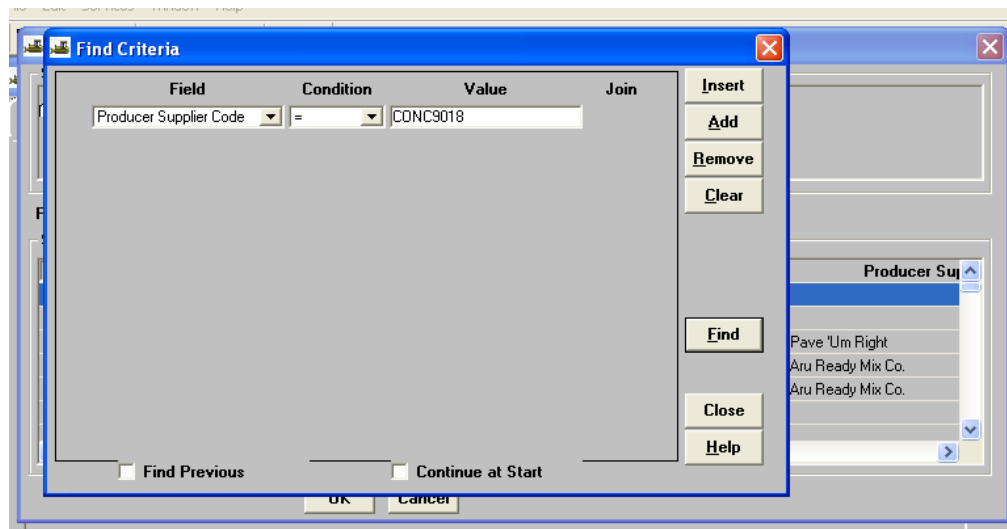 Find Criteria
Field Condition Value Join
Producer Supplier Code = CONC9018
Insert
Add
Remove
Clear
Producer Sup
Find
Pave 'Um Right
Aru Ready Mix Co.
Aru Ready Mix Co.
Close
Help
Find Previous Continue at Start
OK Cancel